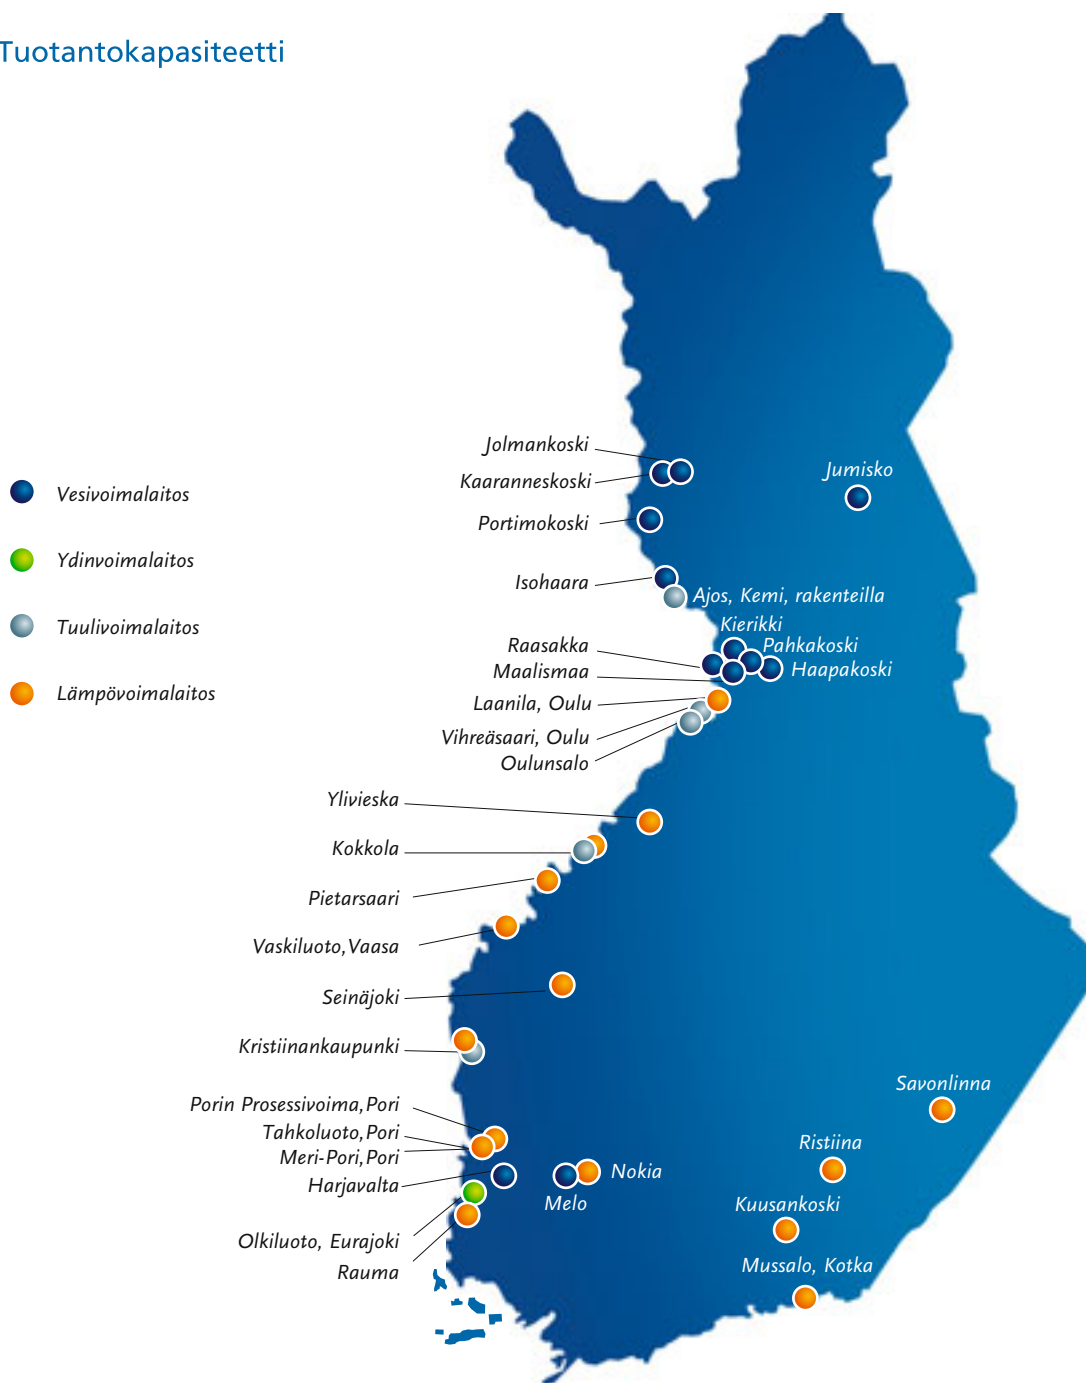 Tuotantokapasiteetti
Vesivoimalaitos
Ydinvoimalaitos
Tuulivoimalaitos
Lämpövoimalaitos
Jolmankoski
Kaaranneskoski
Jumisko
Portimokoski
Isohaara
Ajos, Kemi, rakenteilla
Kierikki
Raasakka
Pahkakoski
Maalismaa
Haapakoski
Laanila, Oulu
Vihreäsaari, Oulu
Oulunsalo
Ylivieska
Kokkola
Pietarsaari
Vaskiluoto, Vaasa
Seinäjoki
Kristiinankaupunki
Savonlinna
Porin Prosessivoima, Pori
Tahkoluoto, Pori
Ristiina
Meri-Pori, Pori
Nokia
Harjavalta
Melo
Kuusankoski
Olkiluoto, Eurajoki
Mussalo, Kotka
Rauma